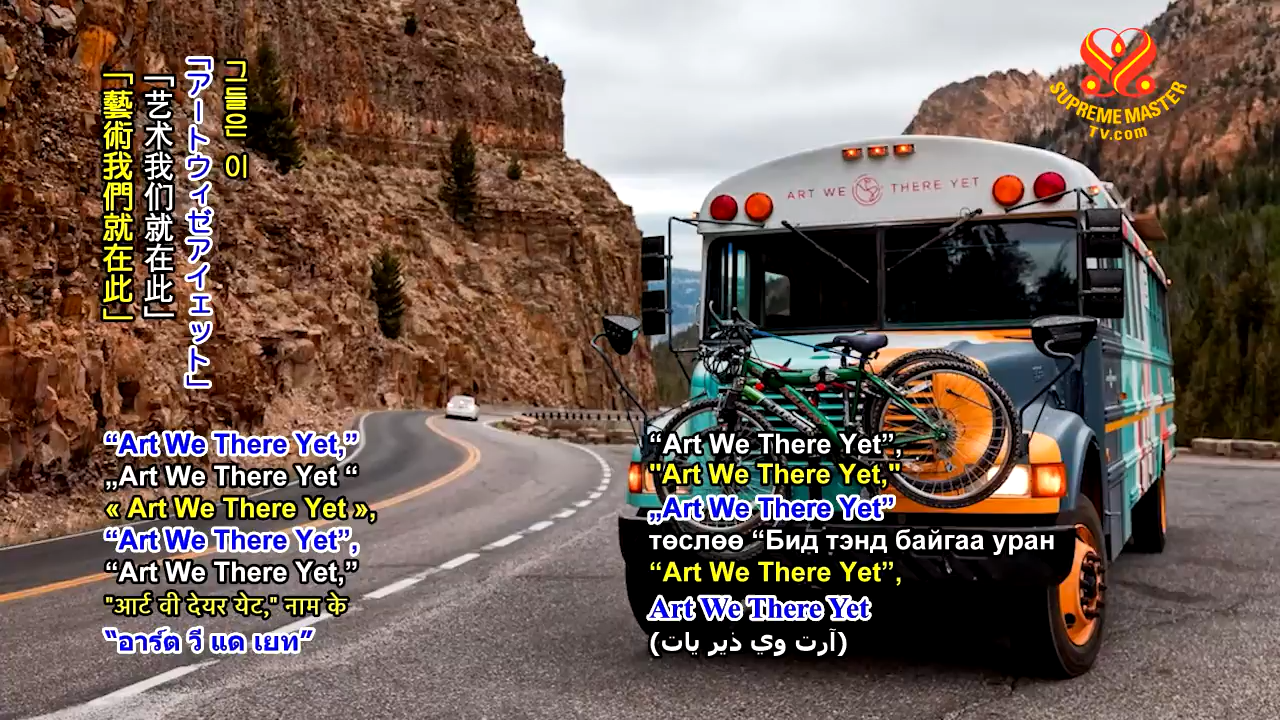 그들은 이
「アートウィゼアイェット」
「艺术我们就在此」
「藝術我們就在此」
SUPREME MASTER
TV.com
ART WE THERE YET
“Art We There Yet,”
„Art We There Yet “
« Art We There Yet »,
“Art We There Yet”,
“Art We There Yet,”
"आर्ट वी देयर येट," नाम के
“อาร์ต วี แด เยท”
“Art We There Yet”,
"Art We There Yet,"
„Art We There Yet”
төслөө “Бид тэнд байгаа уран
“Art We There Yet”,
Art We There Yet
(آرت وي ذير يات)